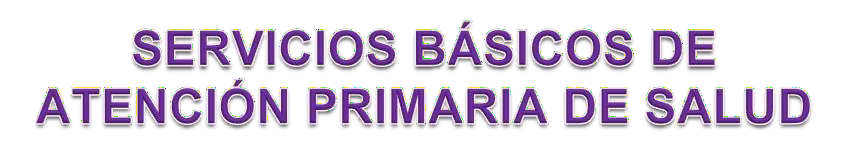 SERVICIOS BÁSICOS DE
ATENCIÓN PRIMARIA DE SALUD